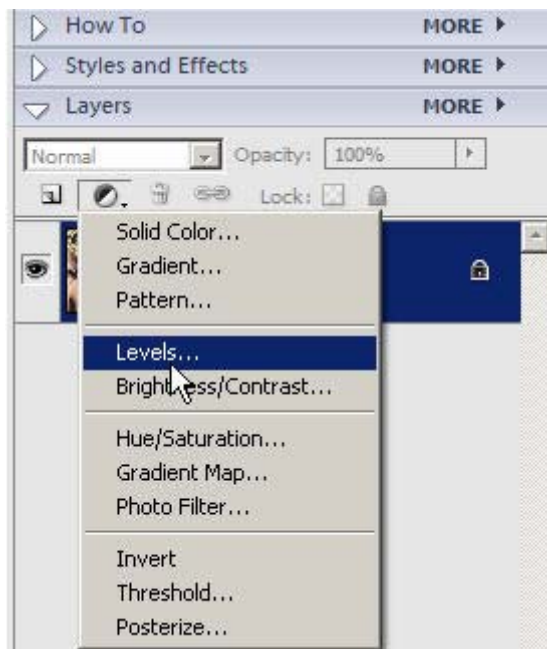 How To MORE
Styles and Effects MORE
Layers MORE
Normal Opacity: 100%
Lock:
Solid Color...
Gradient...
Pattern...
Levels...
Brightness/Contrast...
Hue/Saturation...
Gradient Map...
Photo Filter...
Invert
Threshold...
Posterize...